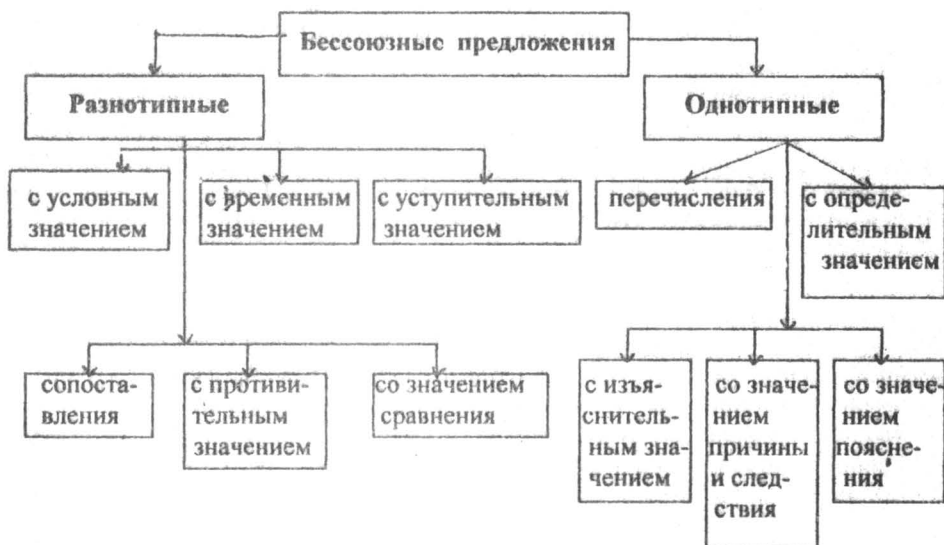 Бессоюзные предложения
Разнотипные
Однотипные
с условным
значением
с временным
значением
с уступительным
значением
перечисления
с опреде-
лительным
значением
сопоста-
вления
с противи-
тельным
значением
со значением
сравнения
с изъя-
снитель-
ным зна-
чением
со значе-
нием
причины
и след-
ствия
со значе-
нием
поясне-
ния